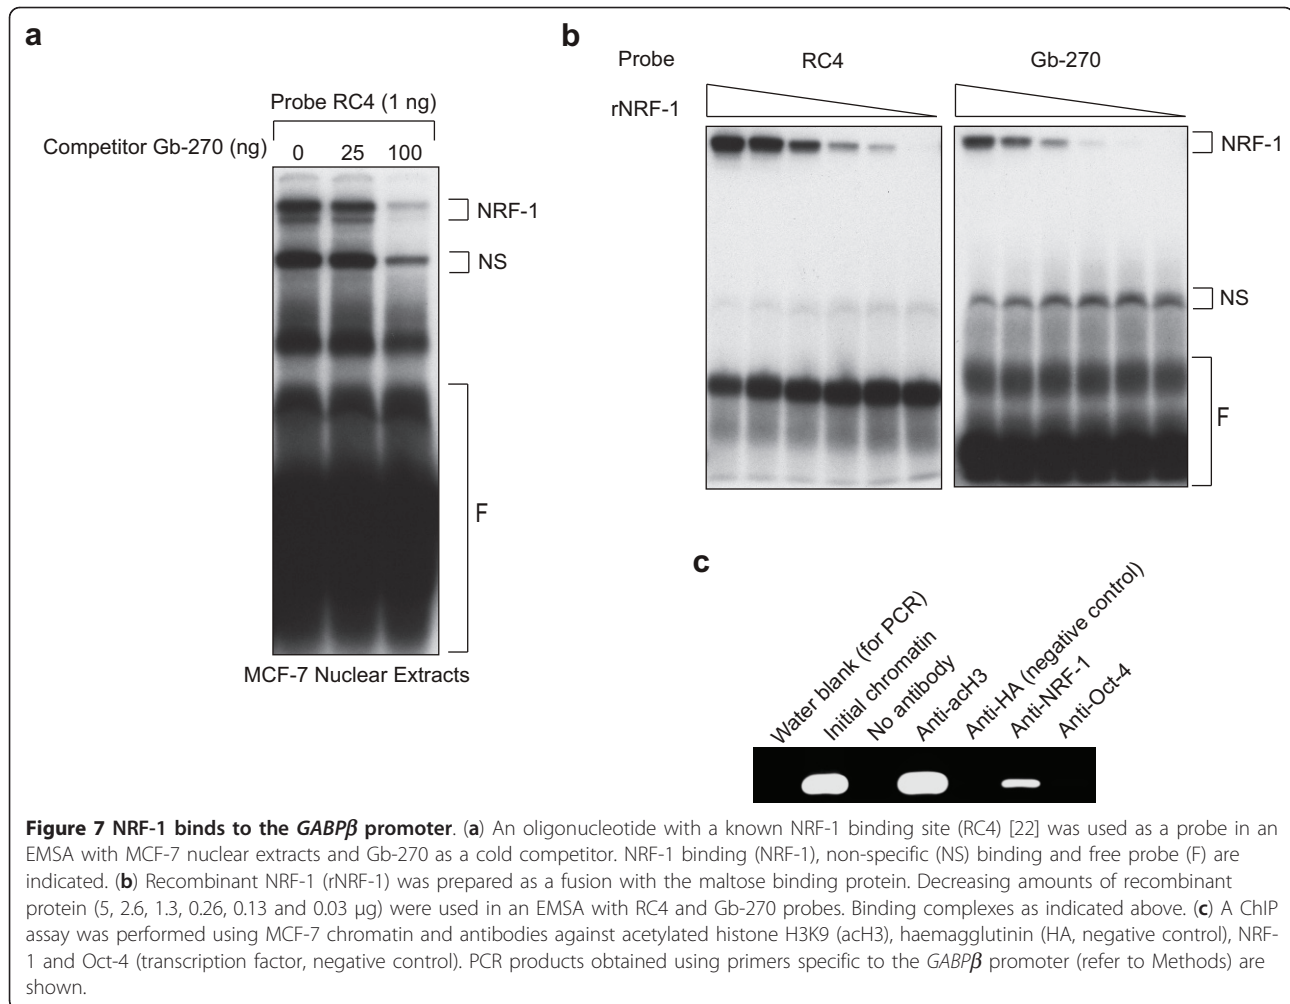 a
Probe RC4 (1 ng)
Competitor Gb-270 (ng) 0 25 100
NRF-1
NS
F
MCF-7 Nuclear Extracts
b
Probe RC4 Gb-270
rNRF-1
NRF-1
NS
F
c
Water blank (for PCR)
Initial chromatin
No antibody
Anti-acH3
Anti-HA (negative control)
Anti-NRF-1
Anti-Oct-4
Figure 7 NRF-1 binds to the GABPβ promoter. (a) An oligonucleotide with a known NRF-1 binding site (RC4) [22] was used as a probe in an
EMSA with MCF-7 nuclear extracts and Gb-270 as a cold competitor. NRF-1 binding (NRF-1), non-specific (NS) binding and free probe (F) are
indicated. (b) Recombinant NRF-1 (rNRF-1) was prepared as a fusion with the maltose binding protein. Decreasing amounts of recombinant
protein (5, 2.6, 1.3, 0.26, 0.13 and 0.03 μg) were used in an EMSA with RC4 and Gb-270 probes. Binding complexes as indicated above. (c) A ChIP
assay was performed using MCF-7 chromatin and antibodies against acetylated histone H3K9 (acH3), haemagglutinin (HA, negative control), NRF-
1 and Oct-4 (transcription factor, negative control). PCR products obtained using primers specific to the GABPβ promoter (refer to Methods) are
shown.